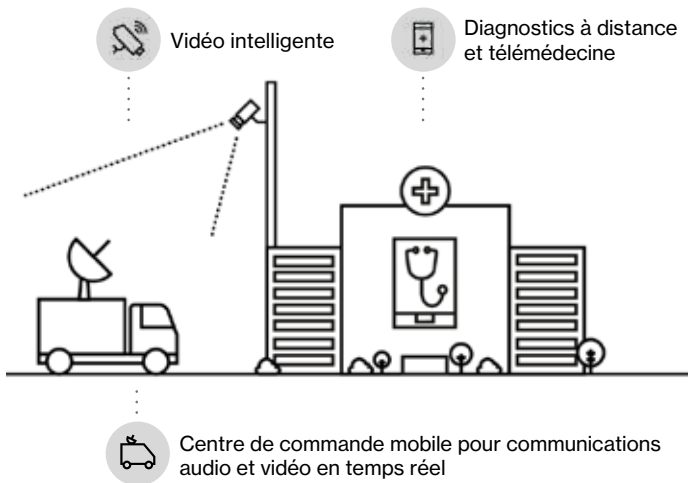 Vidéo intelligente
Diagnostics à distance
et télémédecine
Centre de commande mobile pour communications
audio et vidéo en temps réel